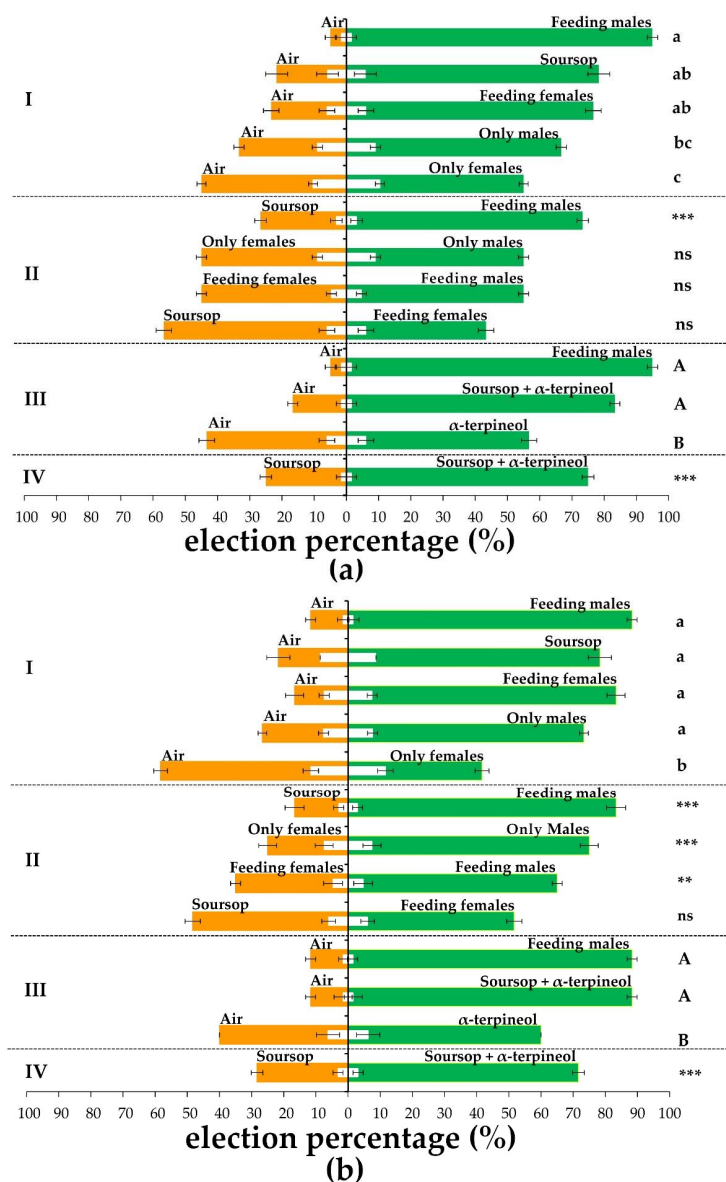 Air Feeding males a
Air Soursop ab
I Air Feeding females ab
Air Only males bc
Air Only females c
Soursop Feeding males ***
Only females Only males ns
II Feeding females Feeding males ns
Soursop Feeding females ns
Air Feeding males A
III Air Soursop + α-terpineol A
Air α-terpineol B
IV Soursop Soursop + α-terpineol ***
100 90 80 70 60 50 40 30 20 10 0 10 20 30 40 50 60 70 80 90 100
election percentage (%)
(a)
Air Feeding males a
I Air Soursop a
Air Feeding females a
Air Only males a
Air Only females b
Soursop Feeding males ***
II Only females Only Males ***
Feeding females Feeding males **
Soursop Feeding females ns
Air Feeding males A
III Air Soursop + α-terpineol A
Air α-terpineol B
IV Soursop Soursop + α-terpineol ***
100 90 80 70 60 50 40 30 20 10 0 10 20 30 40 50 60 70 80 90 100
election percentage (%)
(b)